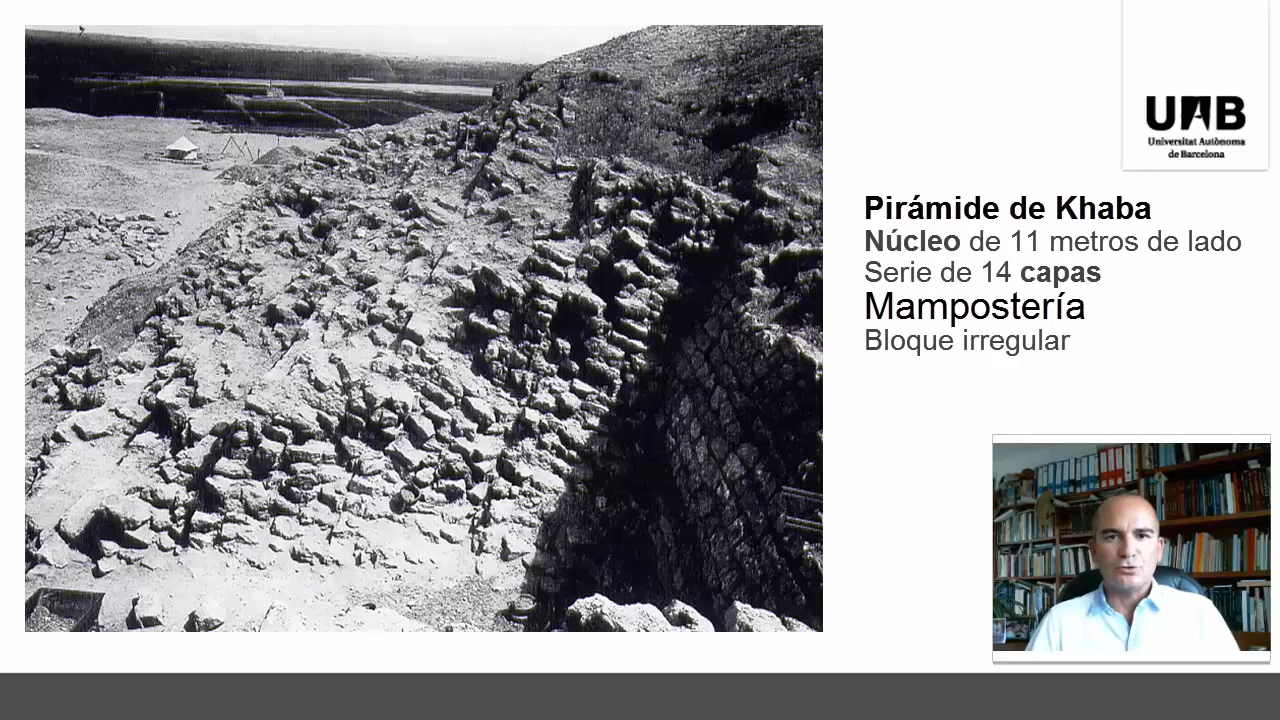 UAB
Universitat Autònoma
de Barcelona
Pirámide de Khaba
Núcleo de 11 metros de lado
Serie de 14 capas
Mampostería
Bloque irregular